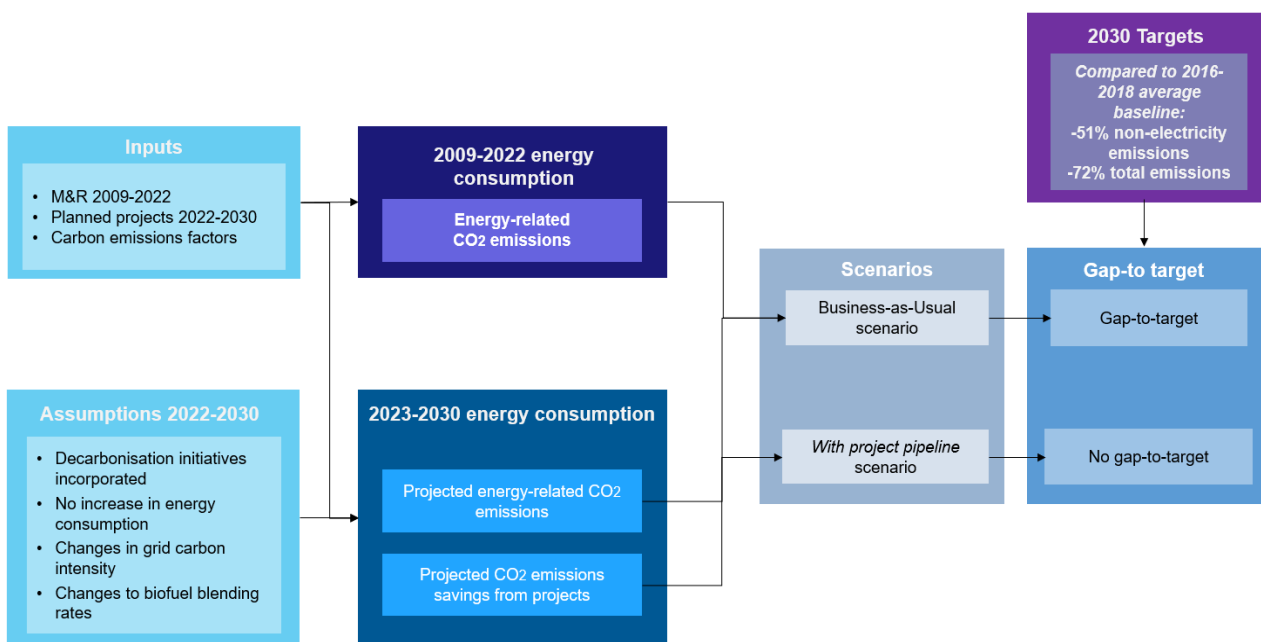 2030 Targets
Compared to 2016-
2018 average
baseline:
-51% non-electricity
emissions
-72% total emissions
Inputs
• M&R 2009-2022
• Planned projects 2022-2030
• Carbon emissions factors
2009-2022 energy
consumption
Energy-related
CO2 emissions
Scenarios
Business-as-Usual
scenario
With project pipeline
scenario
Gap-to target
Gap-to-target
No gap-to-target
Assumptions 2022-2030
• Decarbonisation initiatives
incorporated
• No increase in energy
consumption
• Changes in grid carbon
intensity
• Changes to biofuel blending
rates
2023-2030 energy consumption
Projected energy-related CO2
emissions
Projected CO2 emissions
savings from projects